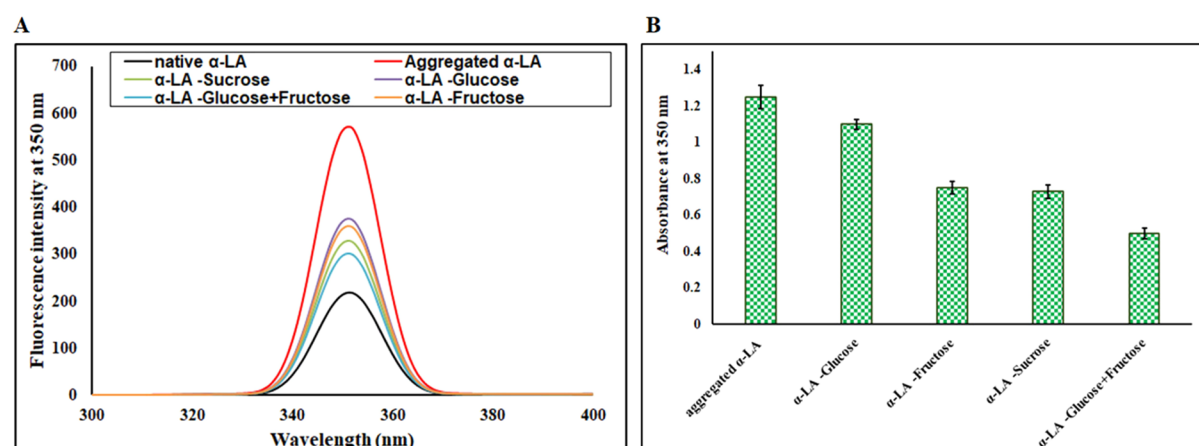 A
B
Fluorescence intensity at 350 nm
700
600
500
400
300
200
100
0
native α-LA
Aggregated α-LA
α-LA -Sucrose
α-LA -Glucose
α-LA -Glucose+Fructose
α-LA -Fructose
300
340
360
380
400
Wavelength (nm)
Absorbance at 350 nm
1.4
1.2
1
0.8
0.6
0.4
0.2
0
aggregated α-LA
α-LA -Glucose
α-LA -Fructose
α-LA -Sucrose
α-LA -Glucose+Fructose